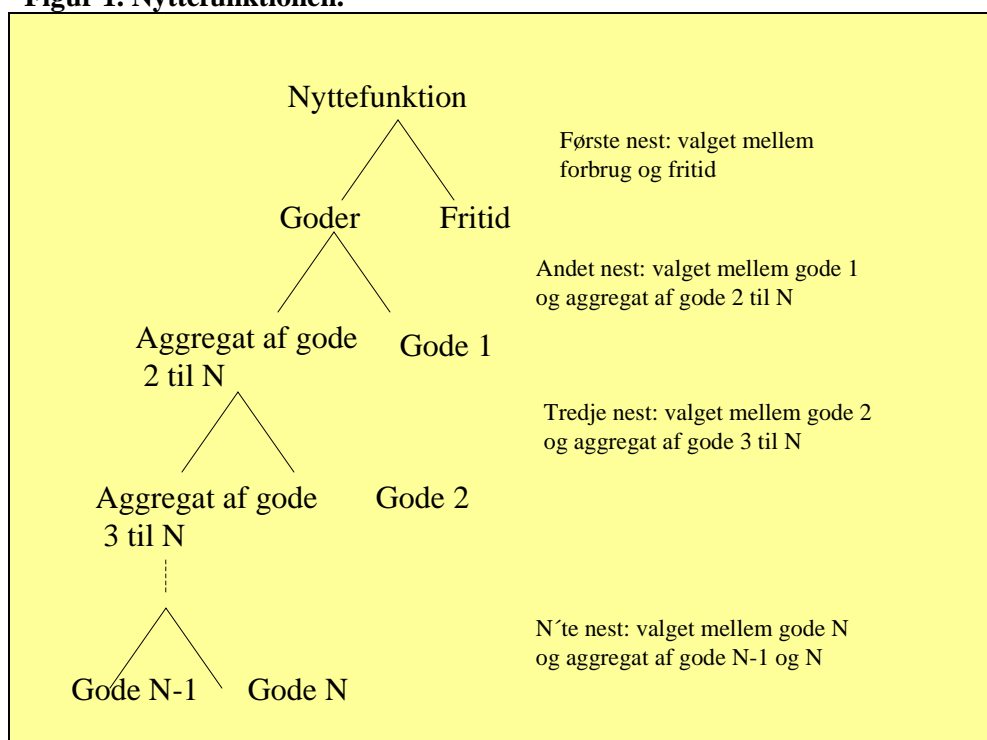 Figur 1. Nyttefunktionen.
Nyttefunktion
Første nest: valget mellem
forbrug og fritid
Goder
Fritid
Andet nest: valget mellem gode 1
og aggregat af gode 2 til N
Aggregat af gode
2 til N
Gode 1
Tredje nest: valget mellem gode 2
og aggregat af gode 3 til N
Aggregat af gode
3 til N
Gode 2
N´te nest: valget mellem gode N
og aggregat af gode N-1 og N
Gode N-1
Gode N